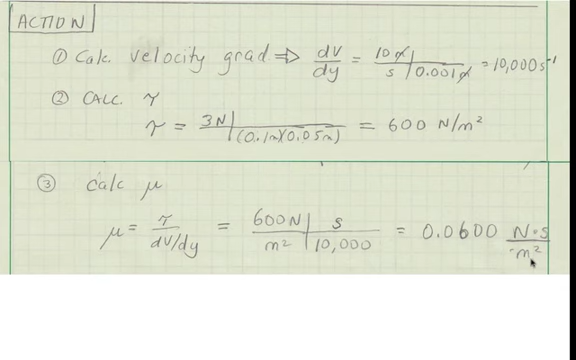 ACTION
① Calc. velocity grad ⇒ dv/dy = 10 m/s | 0.001 m = 10,000 s⁻¹
② CALC. τ
τ = 3N | (0.1m)(0.05m) = 600 N/m²
③ calc μ
μ = τ / dv/dy = 600N / m² | s / 10,000 = 0.0600 N·s / m²